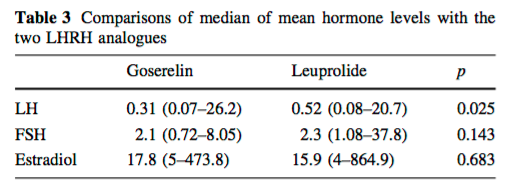 Table 3 Comparisons of median of mean hormone levels with the
two LHRH analogues
Goserelin Leuprolide p
LH 0.31 (0.07–26.2) 0.52 (0.08–20.7) 0.025
FSH 2.1 (0.72–8.05) 2.3 (1.08–37.8) 0.143
Estradiol 17.8 (5–473.8) 15.9 (4–864.9) 0.683